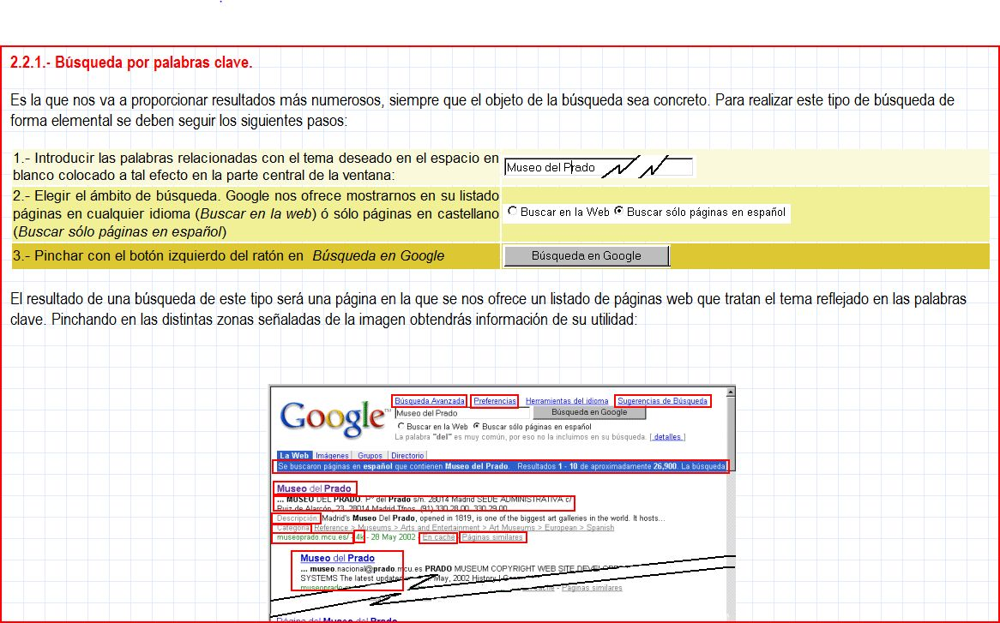 2.2.1.- Búsqueda por palabras clave.
Es la que nos va a proporcionar resultados más numerosos, siempre que el objeto de la búsqueda sea concreto. Para realizar este tipo de búsqueda de
forma elemental se deben seguir los siguientes pasos:
1.- Introducir las palabras relacionadas con el tema deseado en el espacio en
blanco colocado a tal efecto en la parte central de la ventana:
Museo del Prado
2.- Elegir el ámbito de búsqueda. Google nos ofrece mostrarnos en su listado
páginas en cualquier idioma (Buscar en la web) ó sólo páginas en castellano
(Buscar sólo páginas en español)
Buscar en la Web Buscar sólo páginas en español
3.- Pinchar con el botón izquierdo del ratón en Búsqueda en Google
Búsqueda en Google
El resultado de una búsqueda de este tipo será una página en la que se nos ofrece un listado de páginas web que tratan el tema reflejado en las palabras
clave. Pinchando en las distintas zonas señaladas de la imagen obtendrás información de su utilidad:
Google™
Búsqueda Avanzada Preferencias Herramientas del idioma Sugerencias de Búsqueda
Museo del Prado Búsqueda en Google
Buscar en la Web Buscar sólo páginas en español
La palabra "del" es muy común, por eso no la incluimos en su búsqueda. [ detalles ]
La Web Imágenes Grupos Directorio
Se buscaron páginas en español que contienen Museo del Prado. Resultados 1 - 10 de aproximadamente 26,900. La búsqueda
Museo del Prado
... MUSEO DEL PRADO. Pº del Prado s/n. 28014 Madrid SEDE ADMINISTRATIVA c/
Ruiz de Alarcón, 23. 28014 Madrid Tfnos. (91) 330 28 00. 330 29 00
Descripción: Madrid's Museo Del Prado, opened in 1819, is one of the biggest art galleries in the world. It hosts...
Categoría: Reference > Museums > Arts and Entertainment > Art Museums > European > Spanish
museoprado.mcu.es/ - 4k - 28 May 2002 - En caché - Páginas similares
Museo del Prado
... museo.nacional@prado.mcu.es PRADO MUSEUM COPYRIGHT WEB SITE
SYSTEMS The latest May, 2002 History |
Páginas similares
Página del Museo del Prado